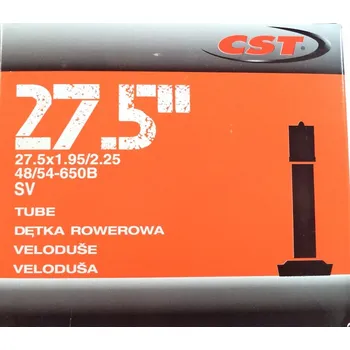 CST
27.5"
27.5x1.95/2.25
48/54-650B
SV
TUBE
DĘTKA ROWEROWA
VELODUŠE
VELODUŠA